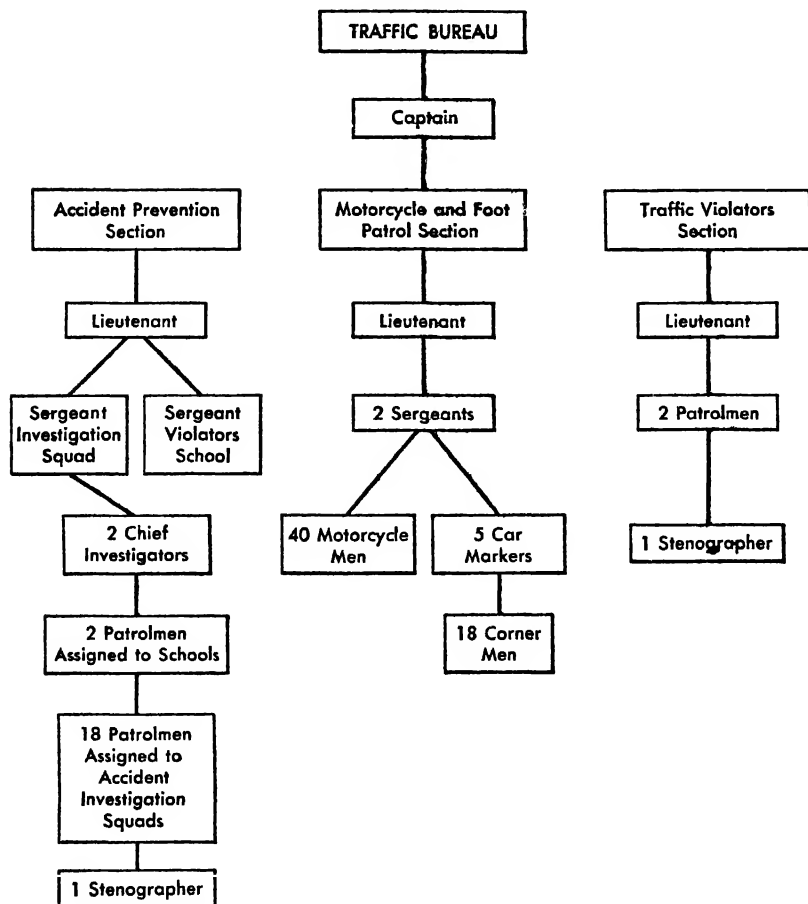 TRAFFIC BUREAU
Captain
Accident Prevention
Section
Motorcycle and Foot
Patrol Section
Traffic Violators
Section
Lieutenant
Lieutenant
Lieutenant
Sergeant
Investigation
Squad
Sergeant
Violators
School
2 Sergeants
2 Patrolmen
2 Chief
Investigators
40 Motorcycle
Men
5 Car
Markers
1 Stenographer
2 Patrolmen
Assigned to Schools
18 Corner
Men
18 Patrolmen
Assigned to
Accident
Investigation
Squads
1 Stenographer